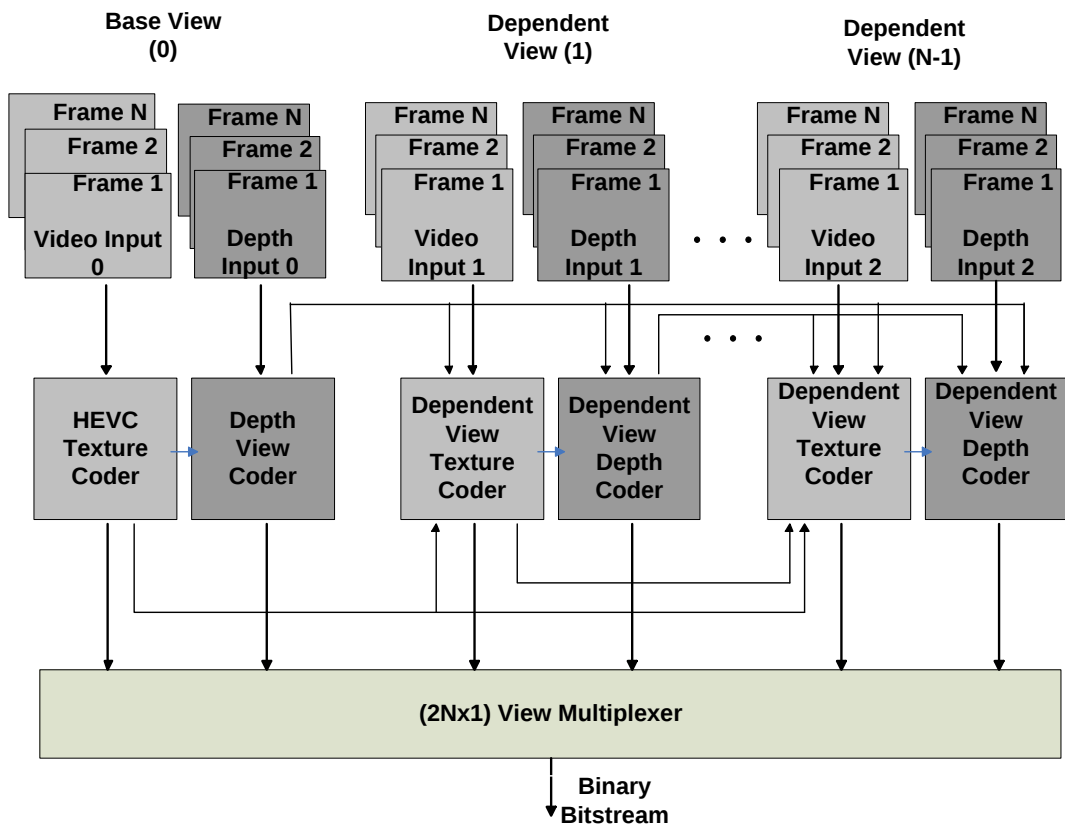 Base View
(0)
Dependent
View (1)
Dependent
View (N-1)
Frame N
Frame 2
Frame 1
Video Input
0
Frame N
Frame 2
Frame 1
Depth
Input 0
Frame N
Frame 2
Frame 1
Video
Input 1
Frame N
Frame 2
Frame 1
Depth
Input 1
. . .
Frame N
Frame 2
Frame 1
Video
Input 2
Frame N
Frame 2
Frame 1
Depth
Input 2
. . .
HEVC
Texture
Coder
Depth
View
Coder
Dependent
View
Texture
Coder
Dependent
View
Depth
Coder
Dependent
View
Texture
Coder
Dependent
View
Depth
Coder
(2Nx1) View Multiplexer
Binary
Bitstream